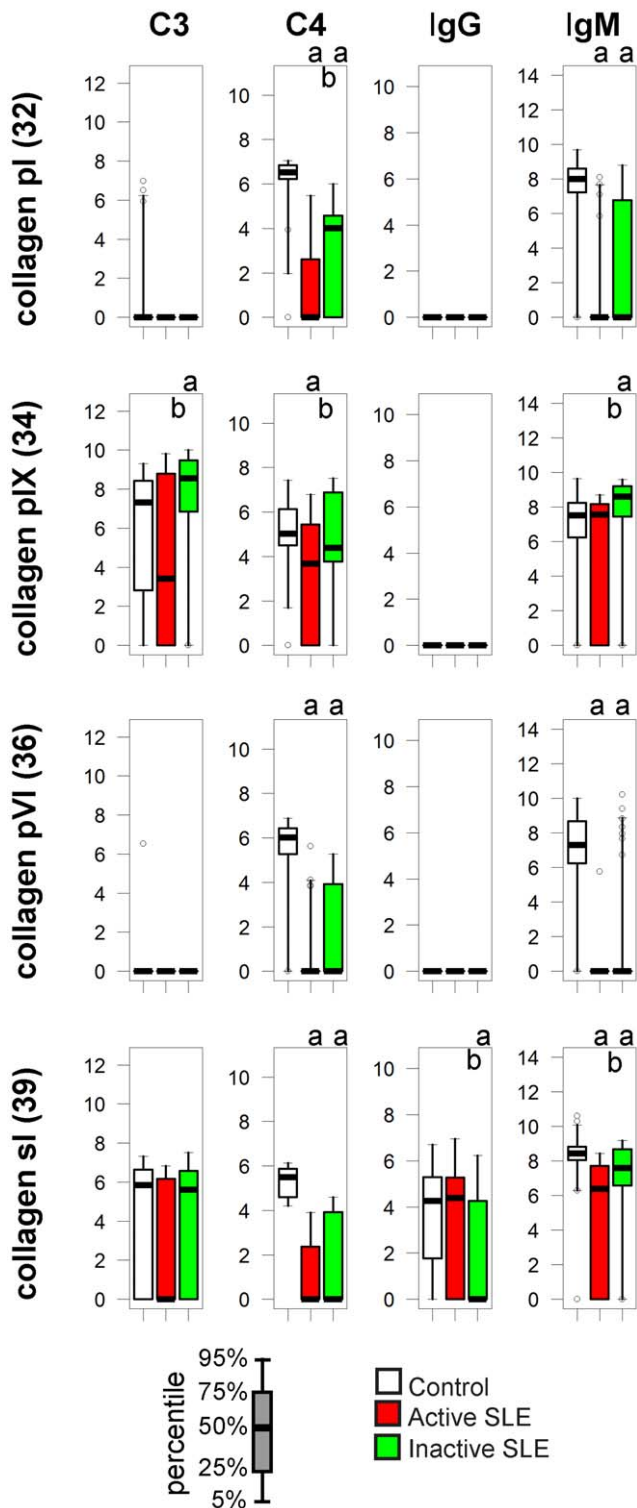 C3 C4 IgG IgM
a a a a
b
collagen pI (32)
12 10 8 6 4 2 0
10 8 6 4 2 0
10 8 6 4 2 0
14 12 10 8 6 4 2 0
a a a
b b b
collagen pIX (34)
12 10 8 6 4 2 0
10 8 6 4 2 0
10 8 6 4 2 0
14 12 10 8 6 4 2 0
a a a a
collagen pVI (36)
12 10 8 6 4 2 0
10 8 6 4 2 0
10 8 6 4 2 0
14 12 10 8 6 4 2 0
a a a a a
b b
collagen sI (39)
12 10 8 6 4 2 0
10 8 6 4 2 0
10 8 6 4 2 0
14 12 10 8 6 4 2 0
percentile
95%
75%
50%
25%
5%
Control
Active SLE
Inactive SLE